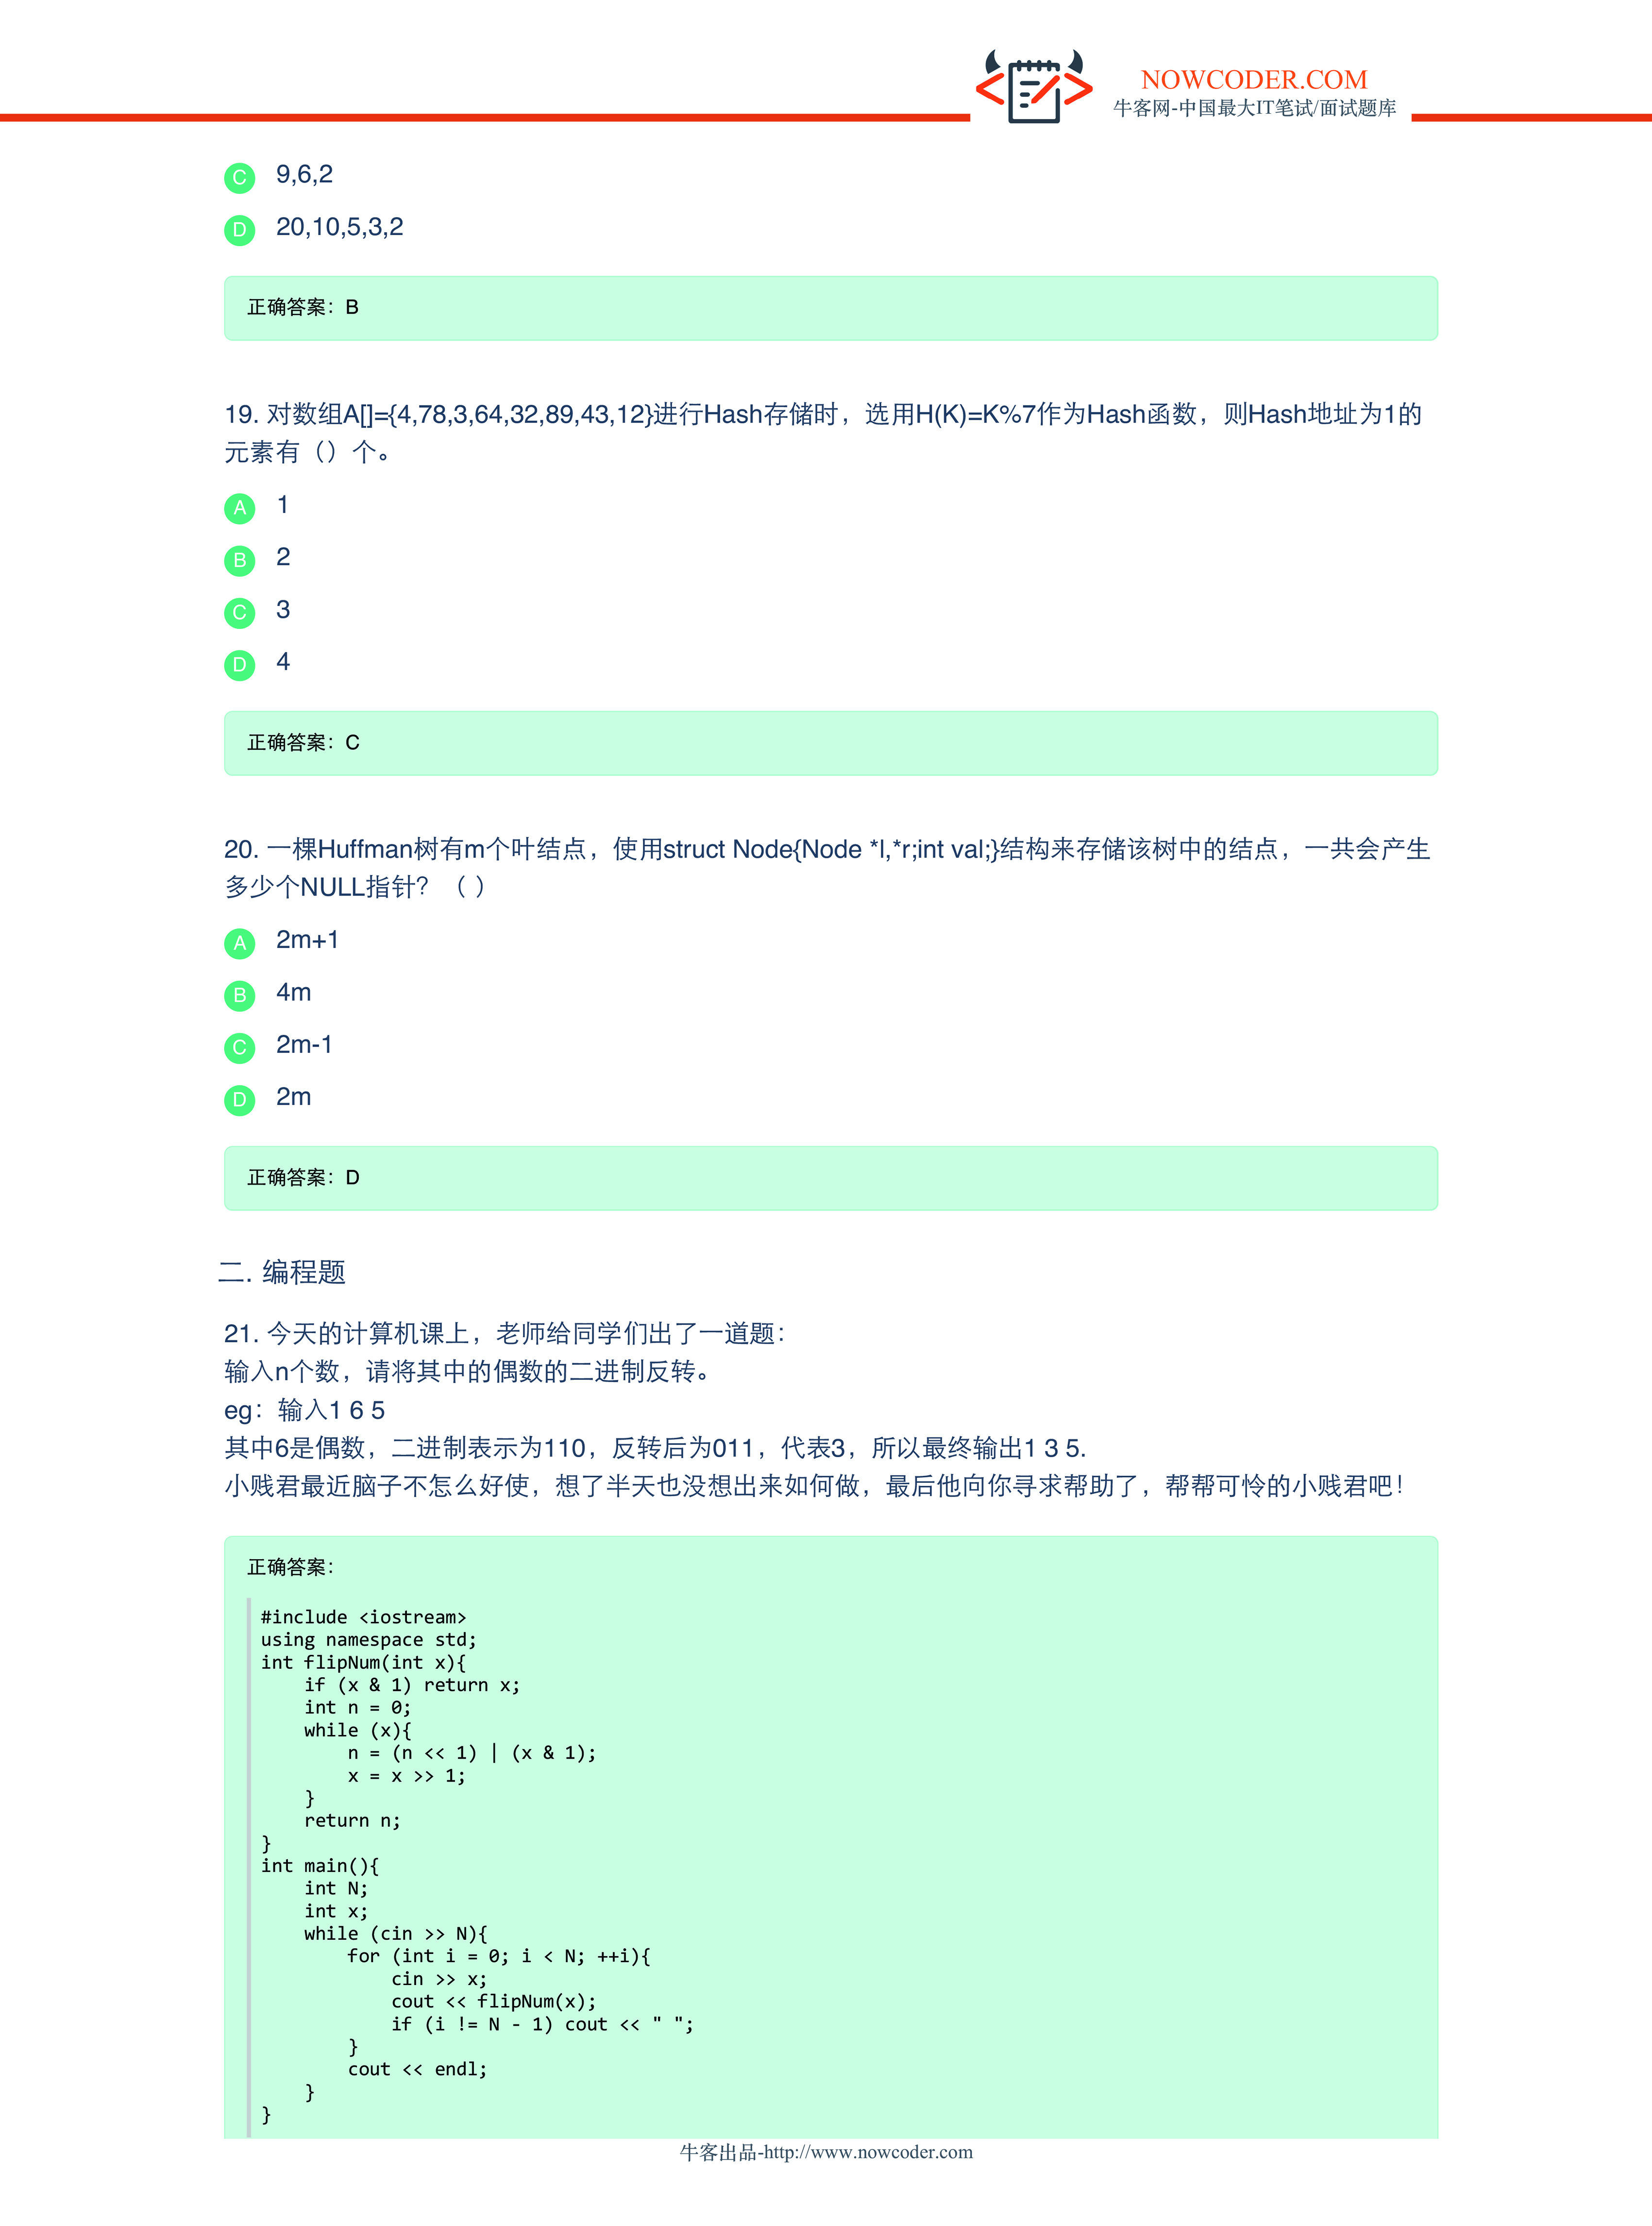 NOWCODER.COM
牛客网-中国最大IT笔试/面试题库
C 9,6,2
D 20,10,5,3,2
正确答案：B
19. 对数组A[]={4,78,3,64,32,89,43,12}进行Hash存储时，选用H(K)=K%7作为Hash函数，则Hash地址为1的
元素有（）个。
A 1
B 2
C 3
D 4
正确答案：C
20. 一棵Huffman树有m个叶结点，使用struct Node{Node *l,*r;int val;}结构来存储该树中的结点，一共会产生
多少个NULL指针？（ ）
A 2m+1
B 4m
C 2m-1
D 2m
正确答案：D
二. 编程题
21. 今天的计算机课上，老师给同学们出了一道题：
输入n个数，请将其中的偶数的二进制反转。
eg：输入1 6 5
其中6是偶数，二进制表示为110，反转后为011，代表3，所以最终输出1 3 5.
小贱君最近脑子不怎么好使，想了半天也没想出来如何做，最后他向你寻求帮助了，帮帮可怜的小贱君吧！
正确答案：
#include <iostream>
using namespace std;
int flipNum(int x){
    if (x & 1) return x;
    int n = 0;
    while (x){
        n = (n << 1) | (x & 1);
        x = x >> 1;
    }
    return n;
}
int main(){
    int N;
    int x;
    while (cin >> N){
        for (int i = 0; i < N; ++i){
            cin >> x;
            cout << flipNum(x);
            if (i != N - 1) cout << " ";
        }
        cout << endl;
    }
}
牛客出品-http://www.nowcoder.com